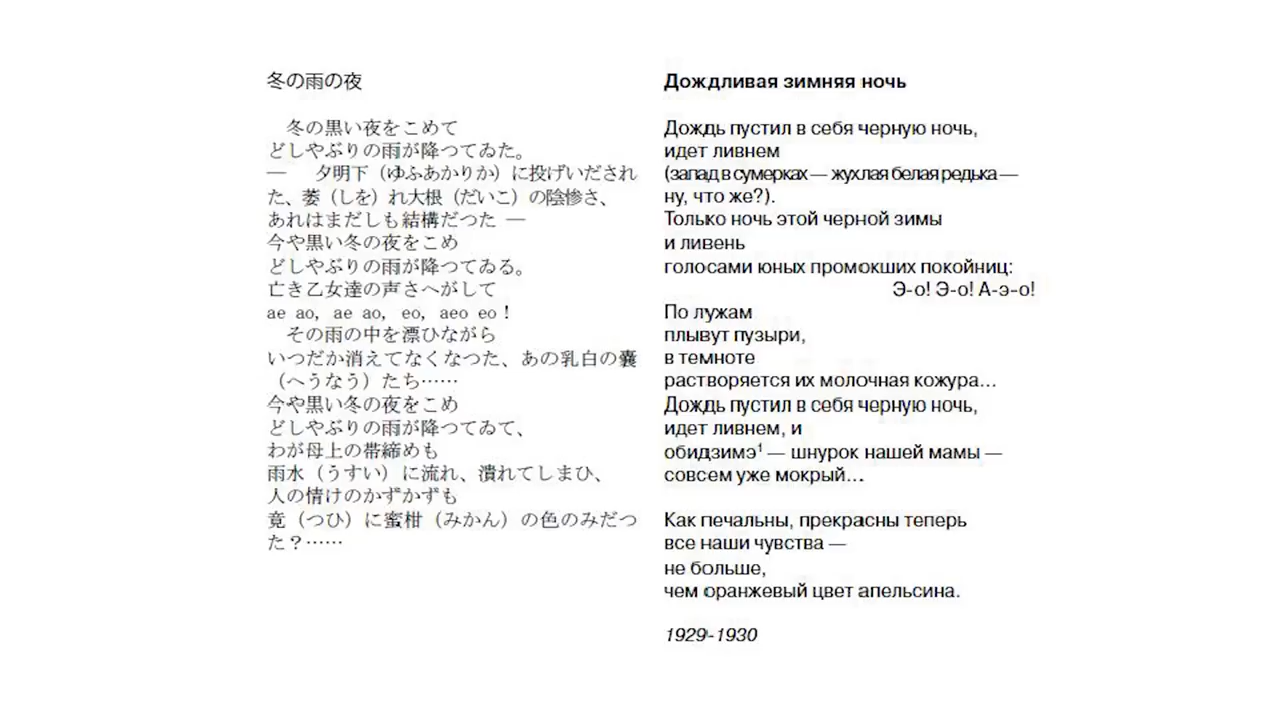 冬の雨の夜
冬の黒い夜をこめて
どしやぶりの雨が降つてゐた。
— 夕明下（ゆふあかりか）に投げいだされ
た、萎（しを）れ大根（だいこ）の陰惨さ、
あれはまだしも結構だつた —
今や黒い冬の夜をこめ
どしやぶりの雨が降つてゐる。
亡き乙女達の声さへがして
ae ao, ae ao, eo, aeo eo！
その雨の中を漂ひながら
いつだか消えてなくなつた、あの乳白の嚢
（へうなう）たち……
今や黒い冬の夜をこめ
どしやぶりの雨が降つてゐて、
わが母上の帯締めも
雨水（うすい）に流れ、潰れてしまひ、
人の情けのかずかずも
竟（つひ）に蜜柑（みかん）の色のみだつ
た？……
Дождливая зимняя ночь
Дождь пустил в себя черную ночь,
идет ливнем
(запад в сумерках — жухлая белая редька —
ну, что же?).
Только ночь этой черной зимы
и ливень
голосами юных промокших покойниц:
Э-о! Э-о! А-э-о!
По лужам
плывут пузыри,
в темноте
растворяется их молочная кожура...
Дождь пустил в себя черную ночь,
идет ливнем, и
обидзимэ¹ — шнурок нашей мамы —
совсем уже мокрый...
Как печальны, прекрасны теперь
все наши чувства —
не больше,
чем оранжевый цвет апельсина.
1929-1930